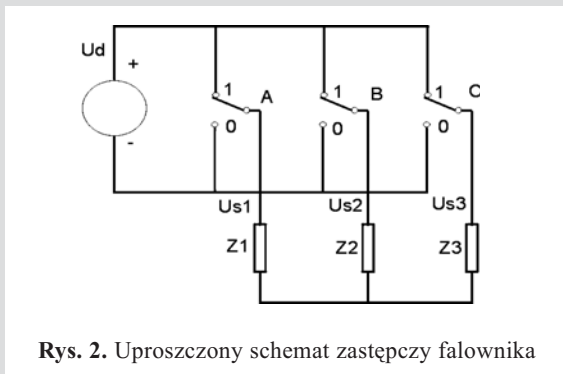 Ud
+
-
1 A 1 B 1 C
0 0 0
Us1 Us2 Us3
Z1 Z2 Z3
Rys. 2. Uproszczony schemat zastępczy falownika